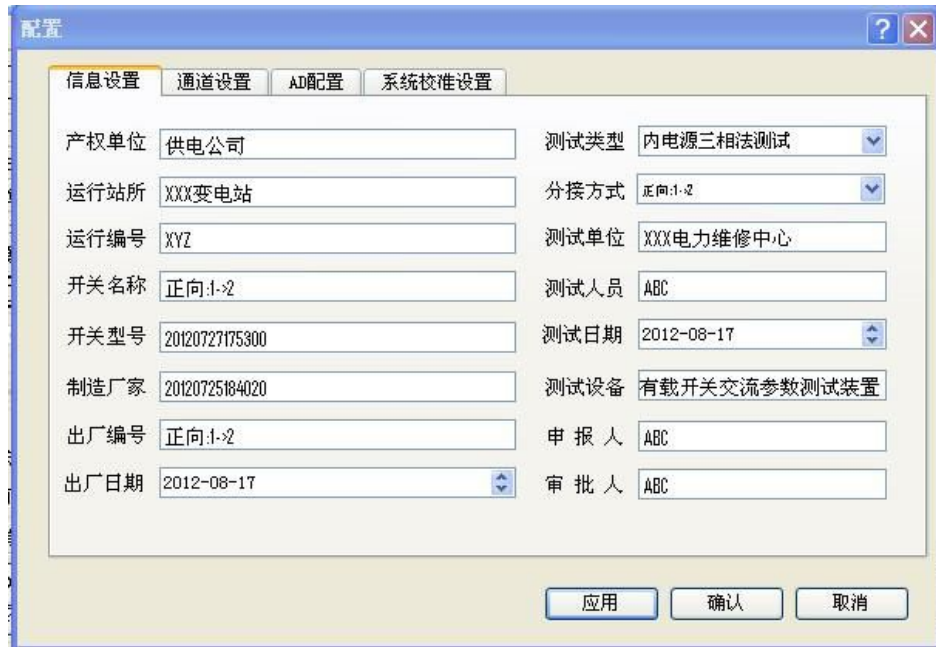 配置
信息设置 通道设置 AD配置 系统校准设置
产权单位 供电公司 测试类型 内电源三相法测试
运行站所 XXX变电站 分接方式 正向:1->2
运行编号 XYZ 测试单位 XXX电力维修中心
开关名称 正向:1->2 测试人员 ABC
开关型号 20120727175300 测试日期 2012-08-17
制造厂家 20120725184020 测试设备 有载开关交流参数测试装置
出厂编号 正向:1->2 申报人 ABC
出厂日期 2012-08-17 审批人 ABC
应用 确认 取消